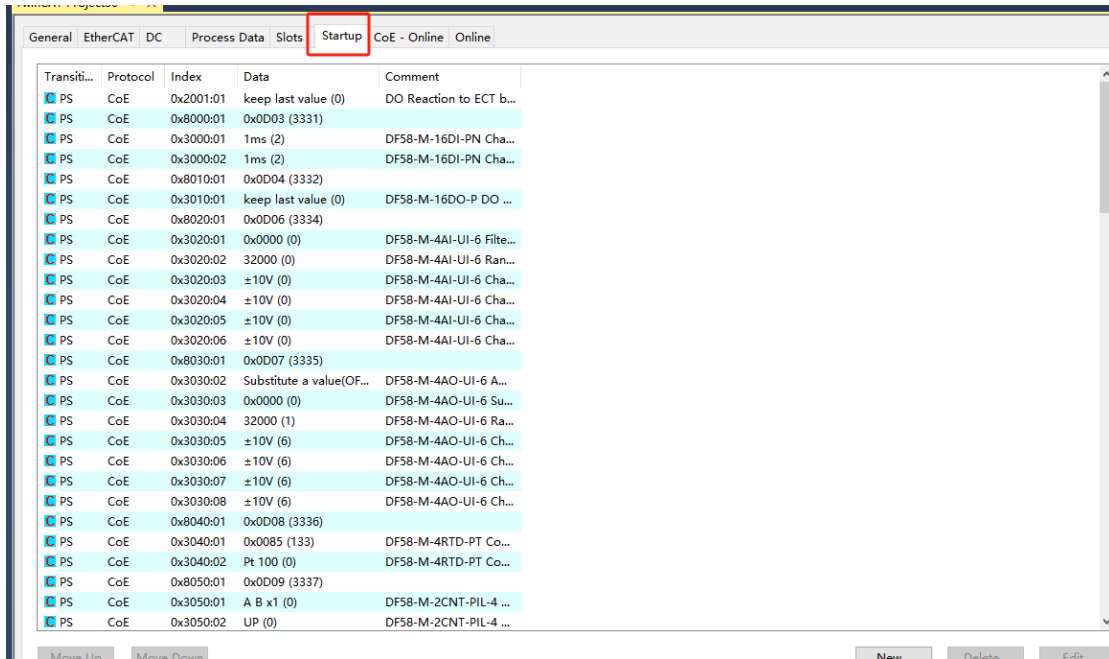 General EtherCAT DC Process Data Slots Startup CoE - Online Online
Transiti... Protocol Index Data Comment
C PS CoE 0x2001:01 keep last value (0) DO Reaction to ECT b...
C PS CoE 0x8000:01 0x0D03 (3331)
C PS CoE 0x3000:01 1ms (2) DF58-M-16DI-PN Cha...
C PS CoE 0x3000:02 1ms (2) DF58-M-16DI-PN Cha...
C PS CoE 0x8010:01 0x0D04 (3332)
C PS CoE 0x3010:01 keep last value (0) DF58-M-16DO-P DO ...
C PS CoE 0x8020:01 0x0D06 (3334)
C PS CoE 0x3020:01 0x0000 (0) DF58-M-4AI-UI-6 Filte...
C PS CoE 0x3020:02 32000 (0) DF58-M-4AI-UI-6 Ran...
C PS CoE 0x3020:03 ±10V (0) DF58-M-4AI-UI-6 Cha...
C PS CoE 0x3020:04 ±10V (0) DF58-M-4AI-UI-6 Cha...
C PS CoE 0x3020:05 ±10V (0) DF58-M-4AI-UI-6 Cha...
C PS CoE 0x3020:06 ±10V (0) DF58-M-4AI-UI-6 Cha...
C PS CoE 0x8030:01 0x0D07 (3335)
C PS CoE 0x3030:02 Substitute a value(OF... DF58-M-4AO-UI-6 A...
C PS CoE 0x3030:03 0x0000 (0) DF58-M-4AO-UI-6 Su...
C PS CoE 0x3030:04 32000 (1) DF58-M-4AO-UI-6 Ra...
C PS CoE 0x3030:05 ±10V (6) DF58-M-4AO-UI-6 Ch...
C PS CoE 0x3030:06 ±10V (6) DF58-M-4AO-UI-6 Ch...
C PS CoE 0x3030:07 ±10V (6) DF58-M-4AO-UI-6 Ch...
C PS CoE 0x3030:08 ±10V (6) DF58-M-4AO-UI-6 Ch...
C PS CoE 0x8040:01 0x0D08 (3336)
C PS CoE 0x3040:01 0x0085 (133) DF58-M-4RTD-PT Co...
C PS CoE 0x3040:02 Pt 100 (0) DF58-M-4RTD-PT Co...
C PS CoE 0x8050:01 0x0D09 (3337)
C PS CoE 0x3050:01 A B x1 (0) DF58-M-2CNT-PIL-4 ...
C PS CoE 0x3050:02 UP (0) DF58-M-2CNT-PIL-4 ...
Move Up Move Down New... Delete... Edit...